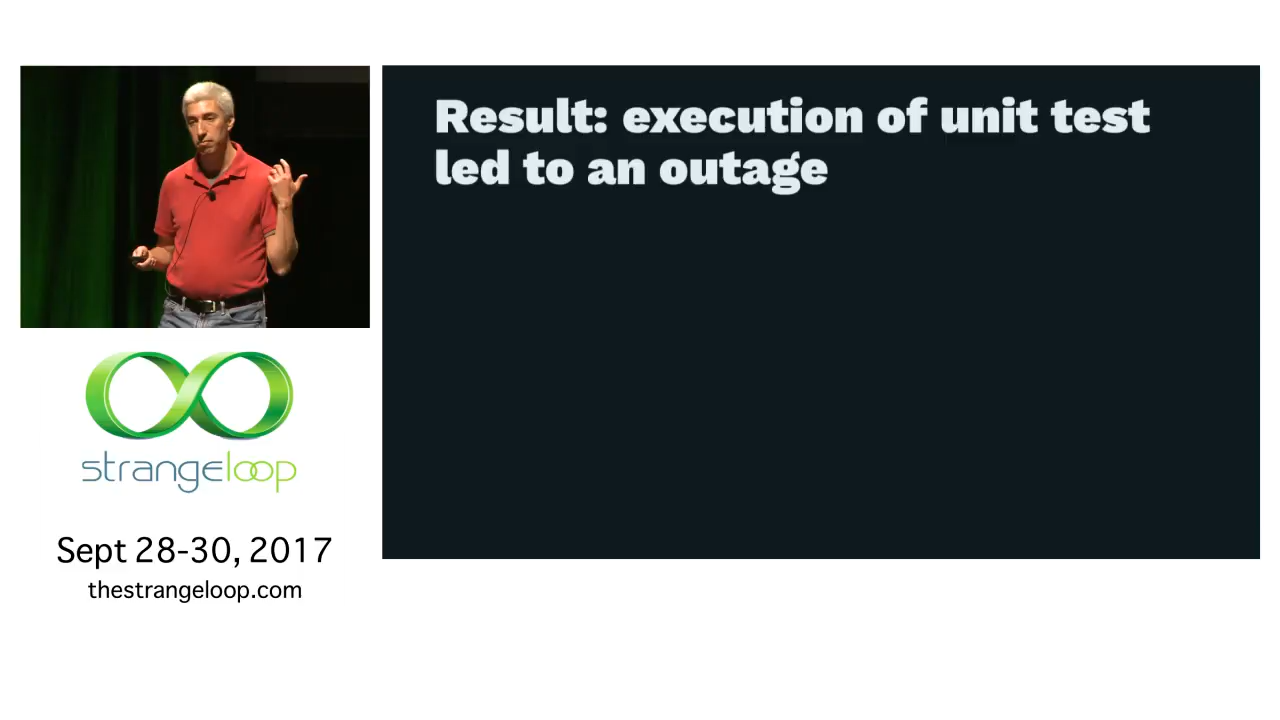 Result: execution of unit test
led to an outage
strangeloop
Sept 28-30, 2017
thestrangeloop.com